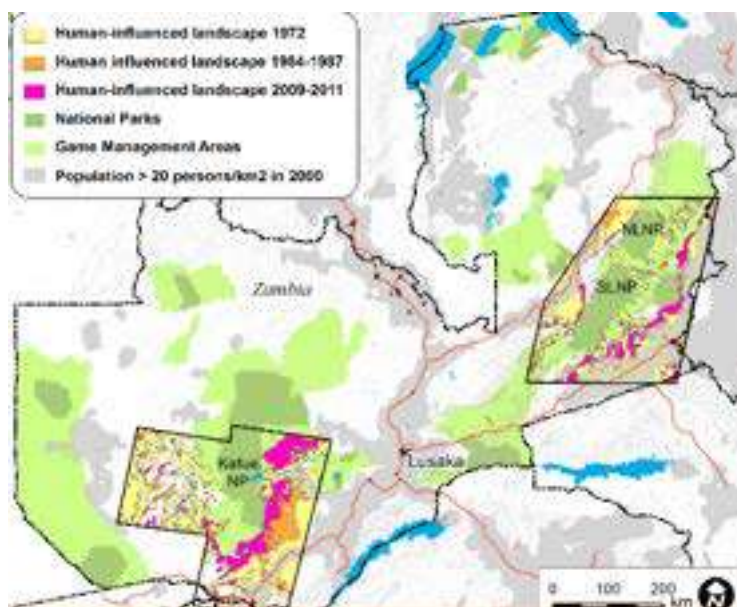 Human-influenced landscape 1972
Human influenced landscape 1984-1987
Human-influenced landscape 2009-2011
National Parks
Game Management Areas
Population > 20 persons/km2 in 2000
NLNP
SLNP
Zambia
Kafue
NP
Lusaka
0 100 200
km
N